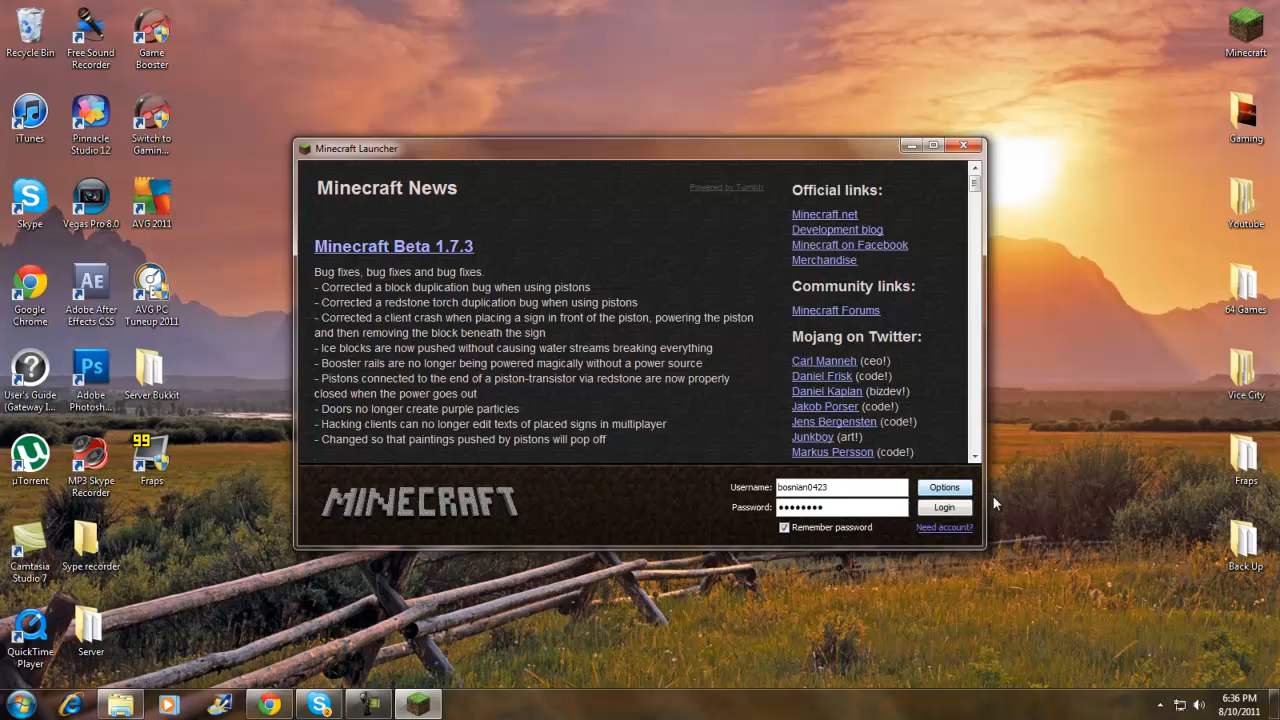 Recycle Bin
Free Sound
Recorder
Game
Booster
iTunes
Pinnacle
Studio 12
Switch to
Gamin...
Skype
Vegas Pro 8.0
AVG 2011
Google
Chrome
Adobe After
Effects CS5
AVG PC
Tuneup 2011
User's Guide
(Gateway I...
Adobe
Photosh...
Server Bukkit
µTorrent
MP3 Skype
Recorder
99
Fraps
Camtasia
Studio 7
Sype recorder
QuickTime
Player
Server
Minecraft Launcher
Minecraft News
Powered by Tumblr
Minecraft Beta 1.7.3
Bug fixes, bug fixes and bug fixes.
- Corrected a block duplication bug when using pistons
- Corrected a redstone torch duplication bug when using pistons
- Corrected a client crash when placing a sign in front of the piston, powering the piston
and then removing the block beneath the sign
- Ice blocks are now pushed without causing water streams breaking everything
- Booster rails are no longer being powered magically without a power source
- Pistons connected to the end of a piston-transistor via redstone are now properly
closed when the power goes out
- Doors no longer create purple particles
- Hacking clients can no longer edit texts of placed signs in multiplayer
- Changed so that paintings pushed by pistons will pop off
Official links:
Minecraft.net
Development blog
Minecraft on Facebook
Merchandise
Community links:
Minecraft Forums
Mojang on Twitter:
Carl Manneh (ceo!)
Daniel Frisk (code!)
Daniel Kaplan (bizdev!)
Jakob Porser (code!)
Jens Bergensten (code!)
Junkboy (art!)
Markus Persson (code!)
MINECRAFT
Username: bosnian0423 Options
Password: ●●●●●●●● Login
Remember password Need account?
Minecraft
Gaming
Youtube
64 Games
Vice City
Fraps
Back Up
6:36 PM
8/10/2011